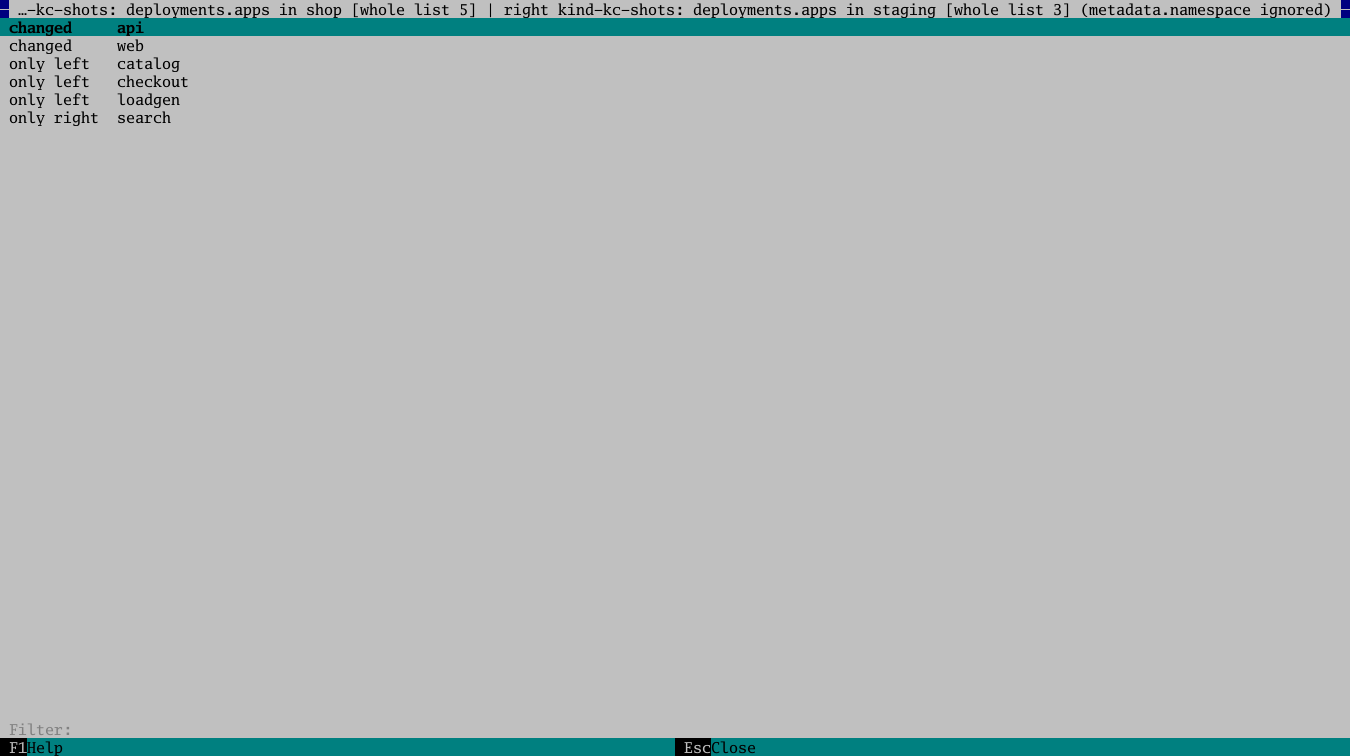 …-kc-shots: deployments.apps in shop [whole list 5] | right kind-kc-shots: deployments.apps in staging [whole list 3] (metadata.namespace ignored)
changed api
changed web
only left catalog
only left checkout
only left loadgen
only right search
Filter:
F1Help EscClose